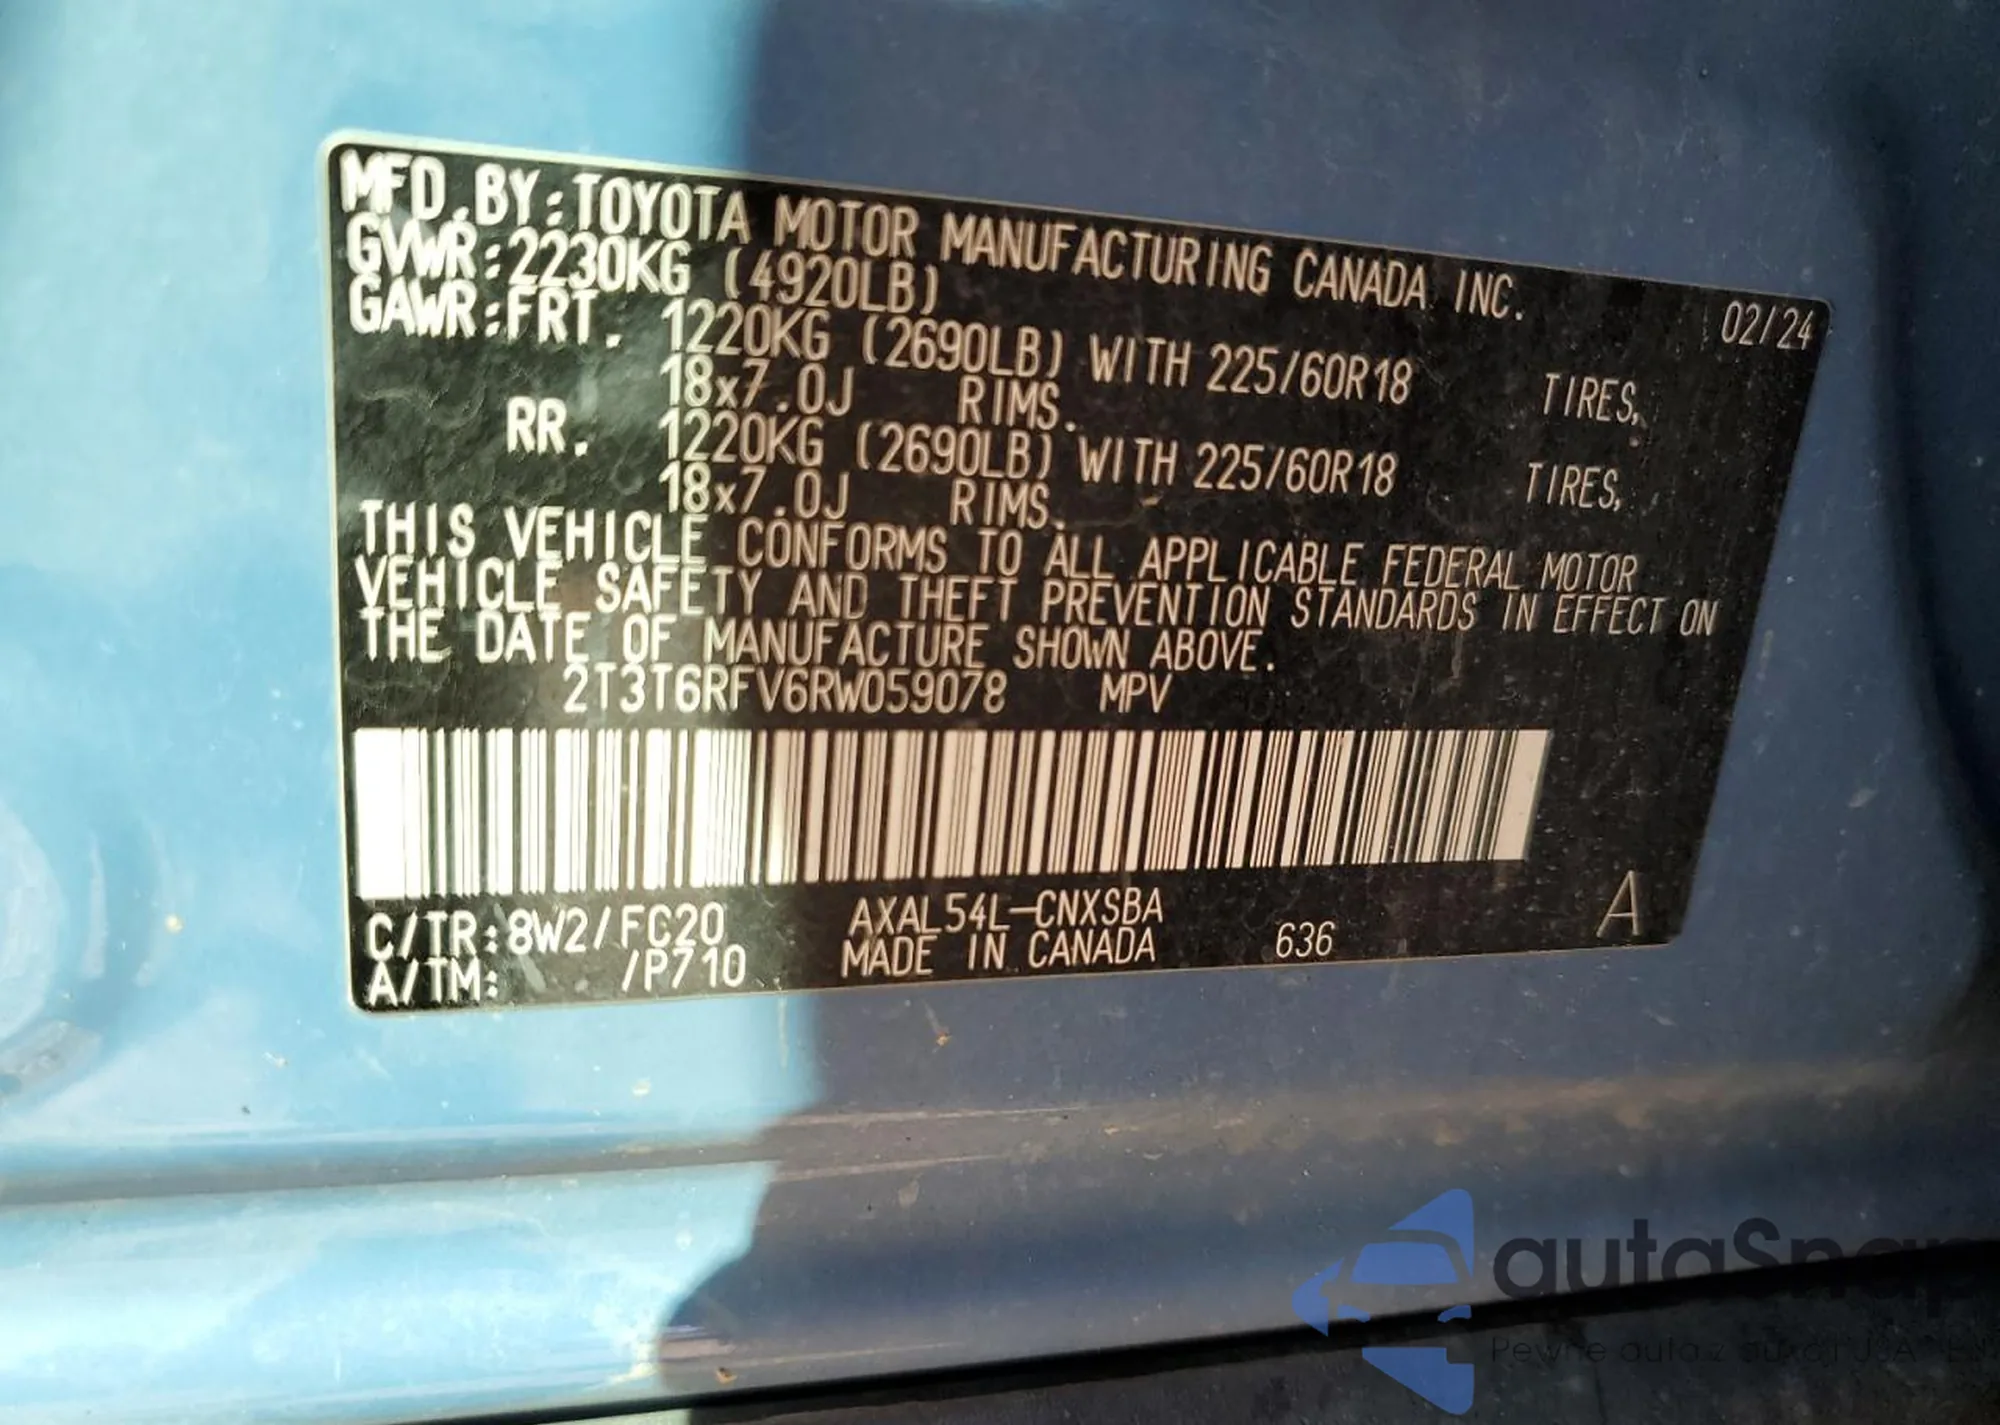 MFD.BY:TOYOTA MOTOR MANUFACTURING CANADA INC.
02/24
GVWR:2230KG (4920LB)
GAWR:FRT. 1220KG (2690LB) WITH 225/60R18 TIRES,
18x7.0J RIMS.
RR. 1220KG (2690LB) WITH 225/60R18 TIRES,
18x7.0J RIMS.
THIS VEHICLE CONFORMS TO ALL APPLICABLE FEDERAL MOTOR
VEHICLE SAFETY AND THEFT PREVENTION STANDARDS IN EFFECT ON
THE DATE OF MANUFACTURE SHOWN ABOVE.
2T3T6RFV6RW059078 MPV
C/TR:8W2/FC20 AXAL54L-CNXSBA
A/TM: /P710 MADE IN CANADA 636 A
autaSnap
Pewne auta z